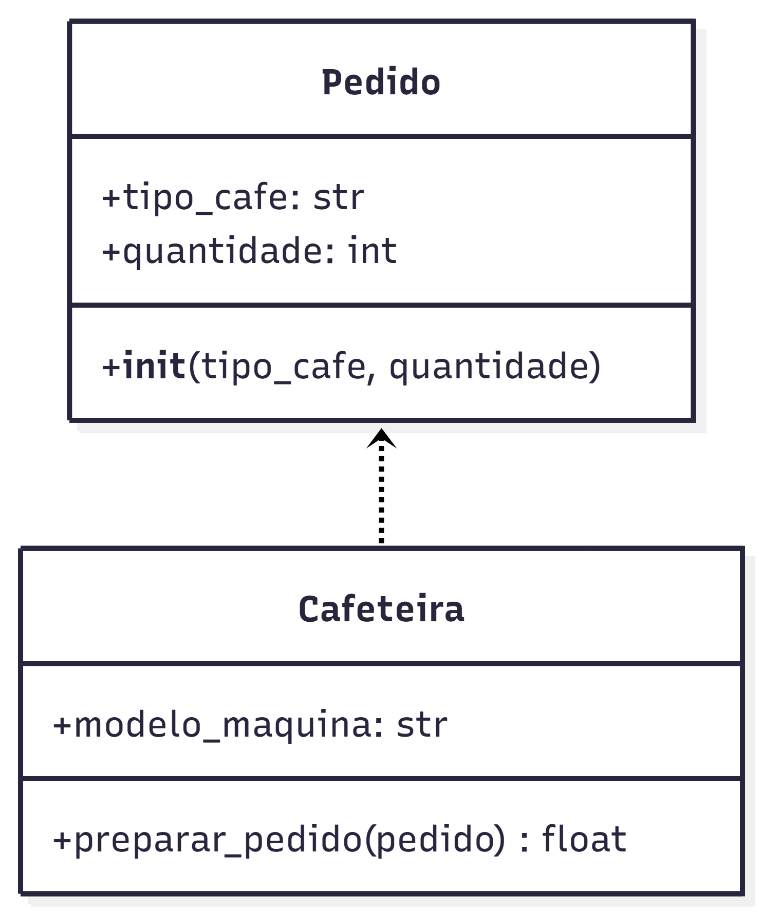 Pedido
+tipo_cafe: str
+quantidade: int
+init(tipo_cafe, quantidade)
Cafeteira
+modelo_maquina: str
+preparar_pedido(pedido) : float